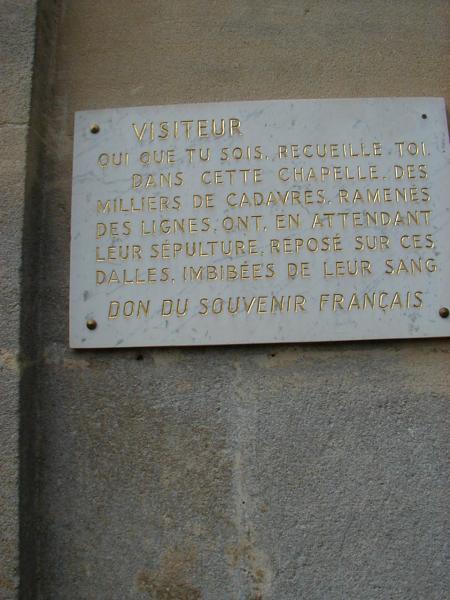 VISITEUR
QUI QUE TU SOIS, RECUEILLE TOI.
DANS CETTE CHAPELLE, DES
MILLIERS DE CADAVRES, RAMENÉS
DES LIGNES, ONT, EN ATTENDANT
LEUR SÉPULTURE, REPOSÉ SUR CES
DALLES, IMBIBÉES DE LEUR SANG
DON DU SOUVENIR FRANÇAIS